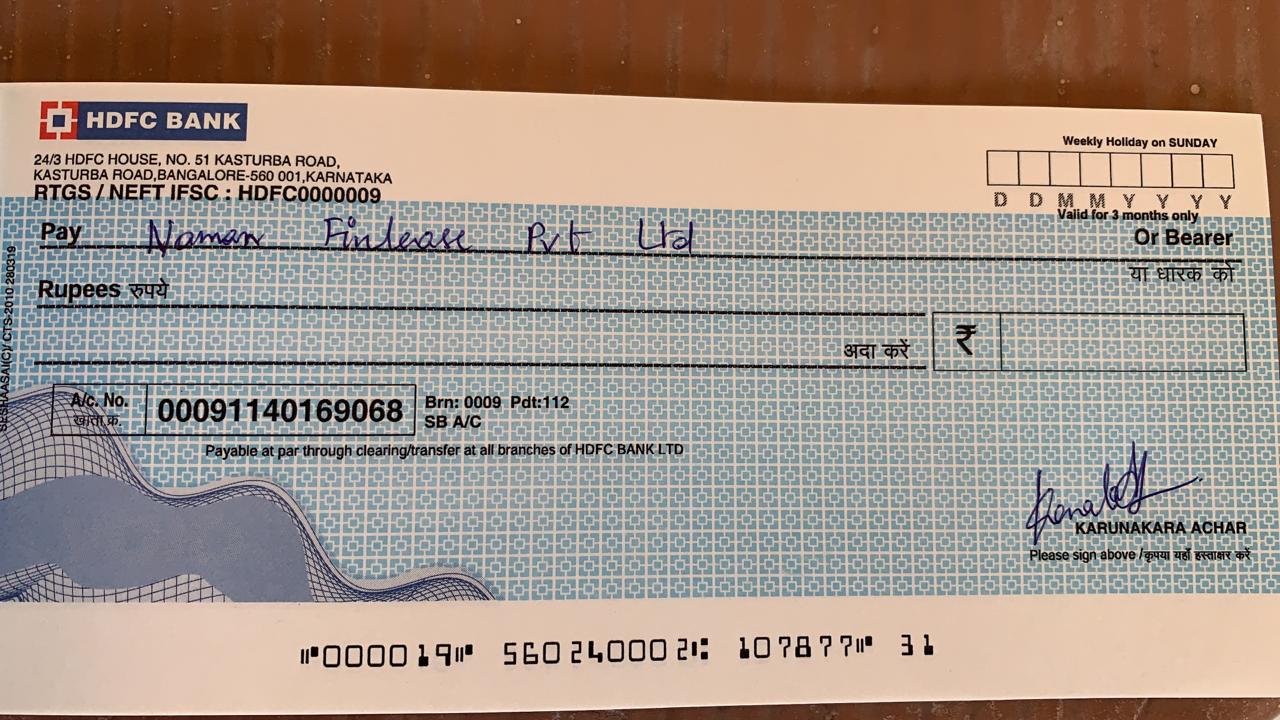 HDFC BANK
24/3 HDFC HOUSE, NO. 51 KASTURBA ROAD,
KASTURBA ROAD,BANGALORE-560 001,KARNATAKA
RTGS / NEFT IFSC : HDFC0000009
Weekly Holiday on SUNDAY
D D M M Y Y Y Y
Valid for 3 months only
Pay Naman Finlease Pvt Ltd Or Bearer
या धारक को
Rupees रुपये
अदा करें ₹
A/c. No. 00091140169068 Brn: 0009 Pdt:112
खाता क्र. SB A/C
Payable at par through clearing/transfer at all branches of HDFC BANK LTD
KARUNAKARA ACHAR
Please sign above /कृपया यहाँ हस्ताक्षर करें
⑈000019⑈ 560240002⑆ 107877⑈ 31
CTS-2010 280319